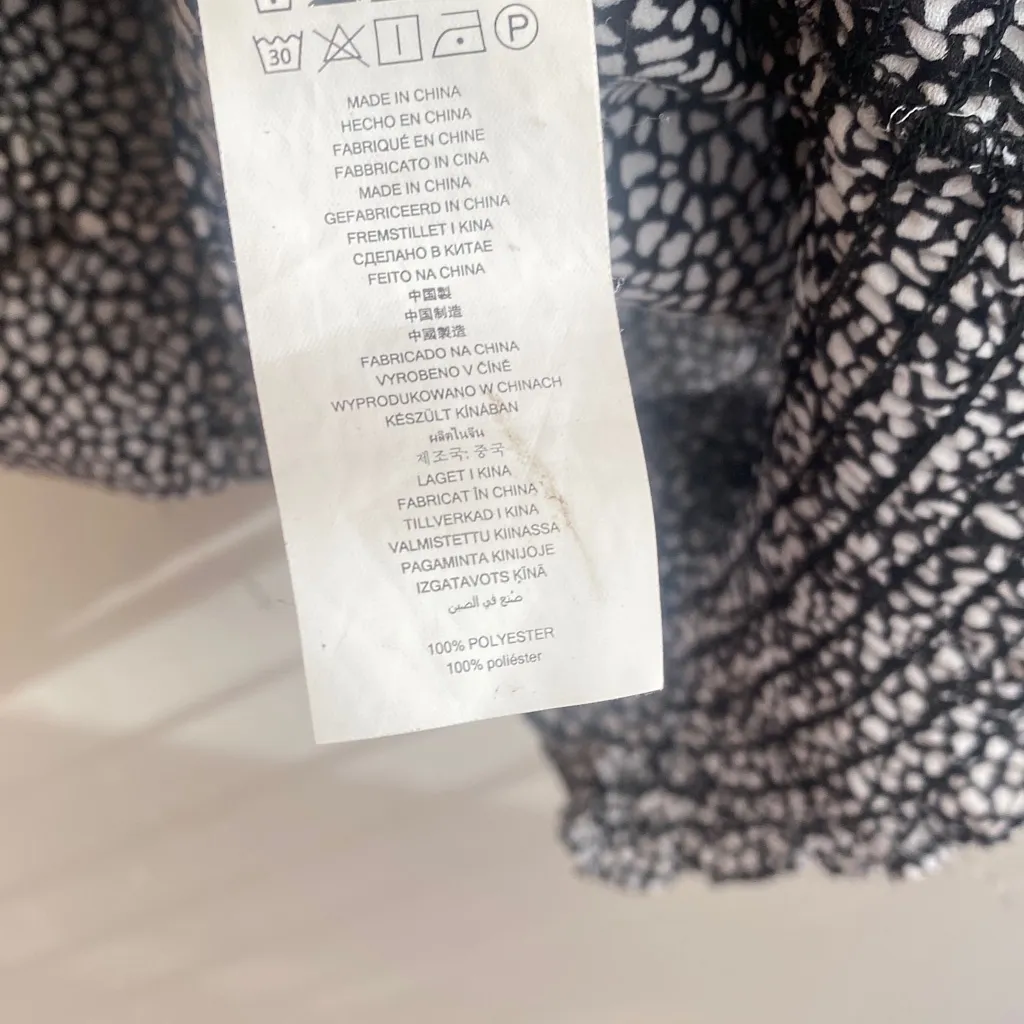 30 P
MADE IN CHINA
HECHO EN CHINA
FABRIQUÉ EN CHINE
FABBRICATO IN CINA
MADE IN CHINA
GEFABRICEERD IN CHINA
FREMSTILLET I KINA
СДЕЛАНО В КИТАЕ
FEITO NA CHINA
中国製
中国制造
中國製造
FABRICADO NA CHINA
VYROBENO V ČÍNĚ
WYPRODUKOWANO W CHINACH
KÉSZÜLT KÍNÁBAN
ผลิตในจีน
제조국: 중국
LAGET I KINA
FABRICAT ÎN CHINA
TILLVERKAD I KINA
VALMISTETTU KIINASSA
PAGAMINTA KINIJOJE
IZGATAVOTS ĶĪNĀ
صُنع في الصين
100% POLYESTER
100% poliéster